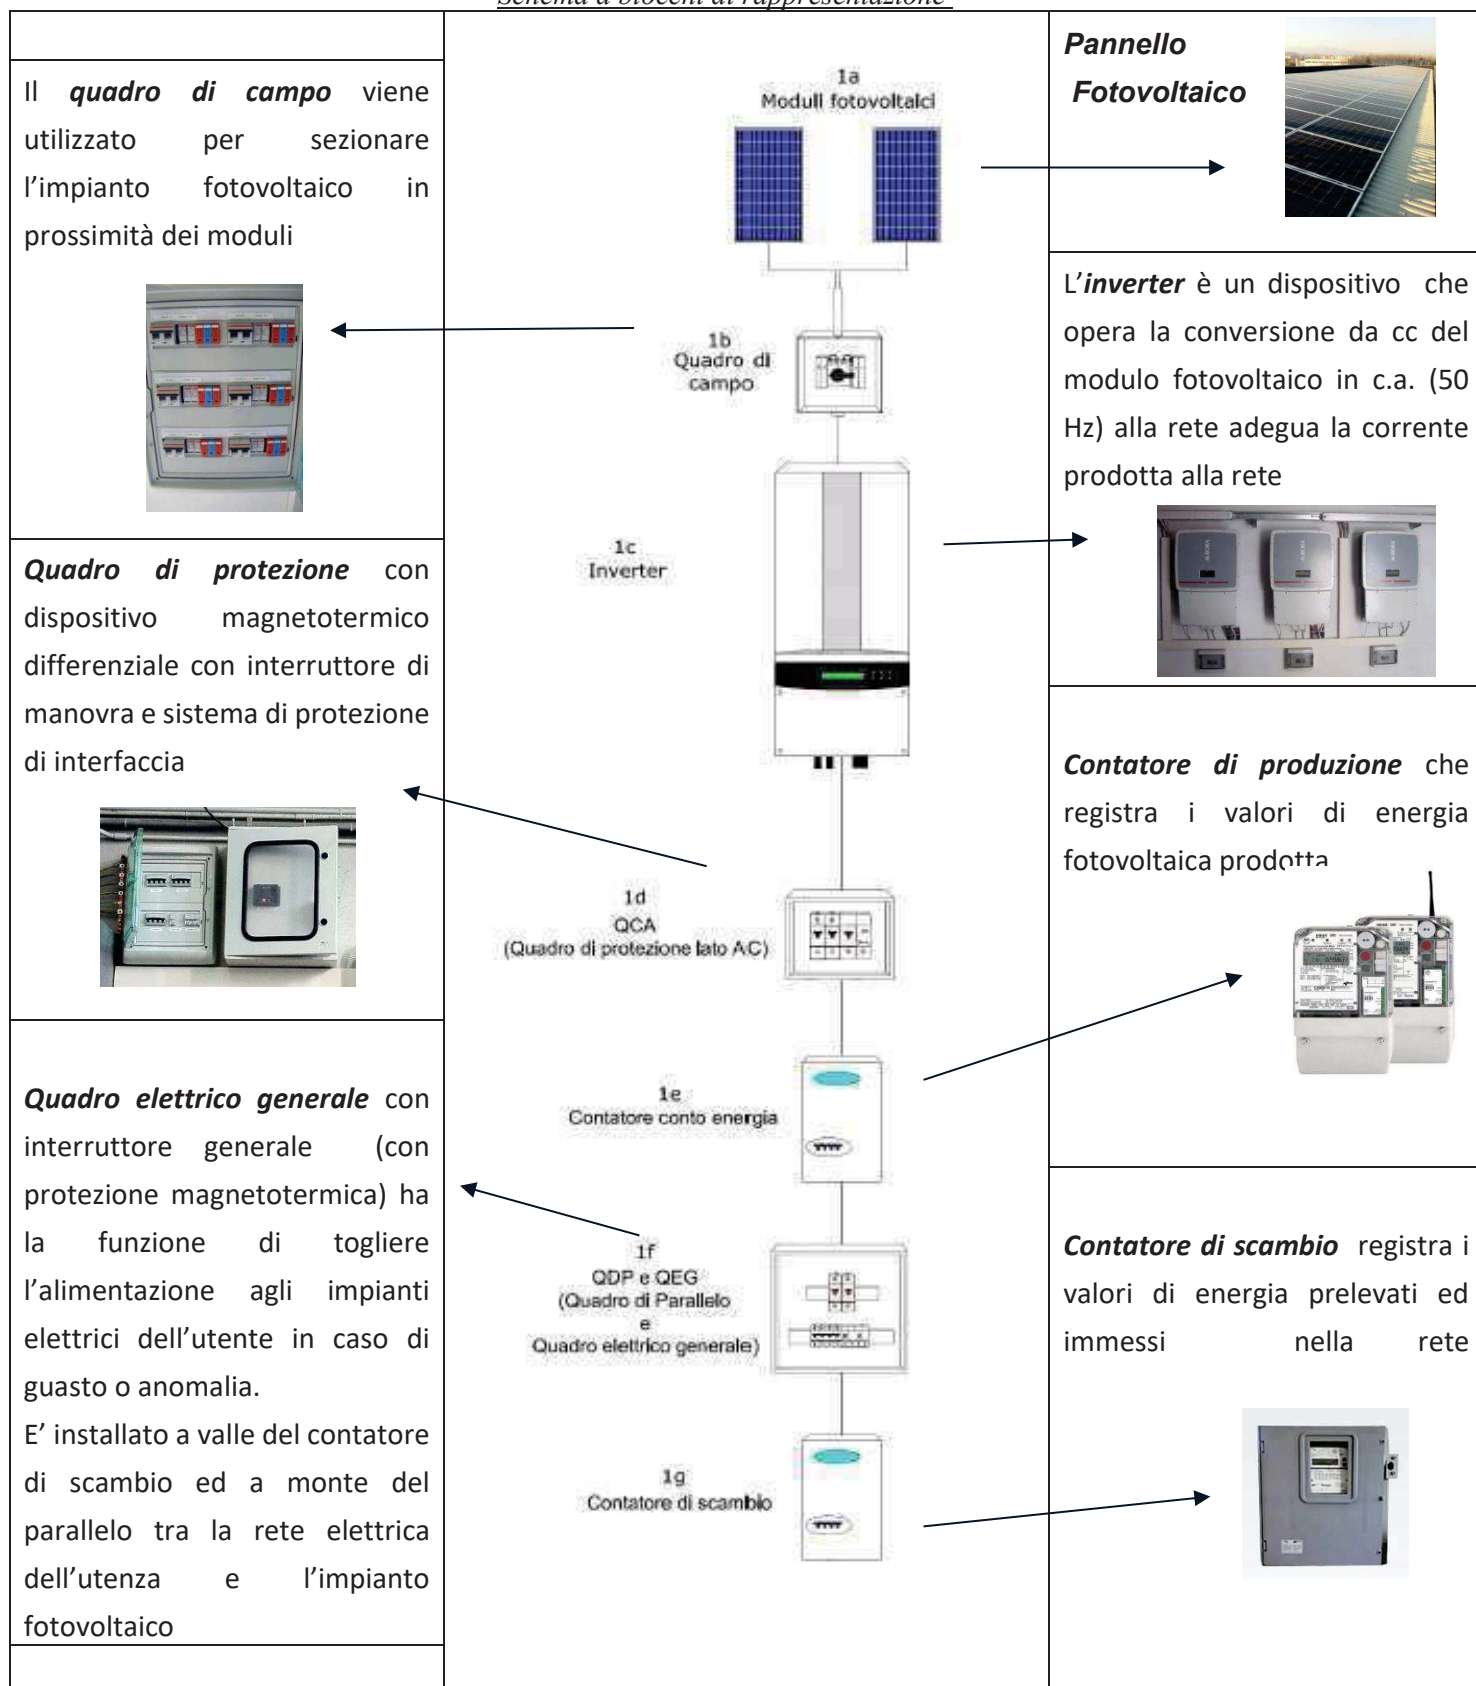 Schema a blocchi di rappresentazione
Il quadro di campo viene
utilizzato per sezionare
l’impianto fotovoltaico in
prossimità dei moduli
Quadro di protezione con
dispositivo magnetotermico
differenziale con interruttore di
manovra e sistema di protezione
di interfaccia
Quadro elettrico generale con
interruttore generale (con
protezione magnetotermica) ha
la funzione di togliere
l’alimentazione agli impianti
elettrici dell’utente in caso di
guasto o anomalia.
E’ installato a valle del contatore
di scambio ed a monte del
parallelo tra la rete elettrica
dell’utenza e l’impianto
fotovoltaico
1a
Moduli fotovoltaici
1b
Quadro di
campo
1c
Inverter
1d
QCA
(Quadro di protezione lato AC)
1e
Contatore conto energia
1f
QDP e QEG
(Quadro di Parallelo
e
Quadro elettrico generale)
1g
Contatore di scambio
Pannello
Fotovoltaico
L’inverter è un dispositivo che
opera la conversione da cc del
modulo fotovoltaico in c.a. (50
Hz) alla rete adegua la corrente
prodotta alla rete
Contatore di produzione che
registra i valori di energia
fotovoltaica prodotta
Contatore di scambio registra i
valori di energia prelevati ed
immessi nella rete